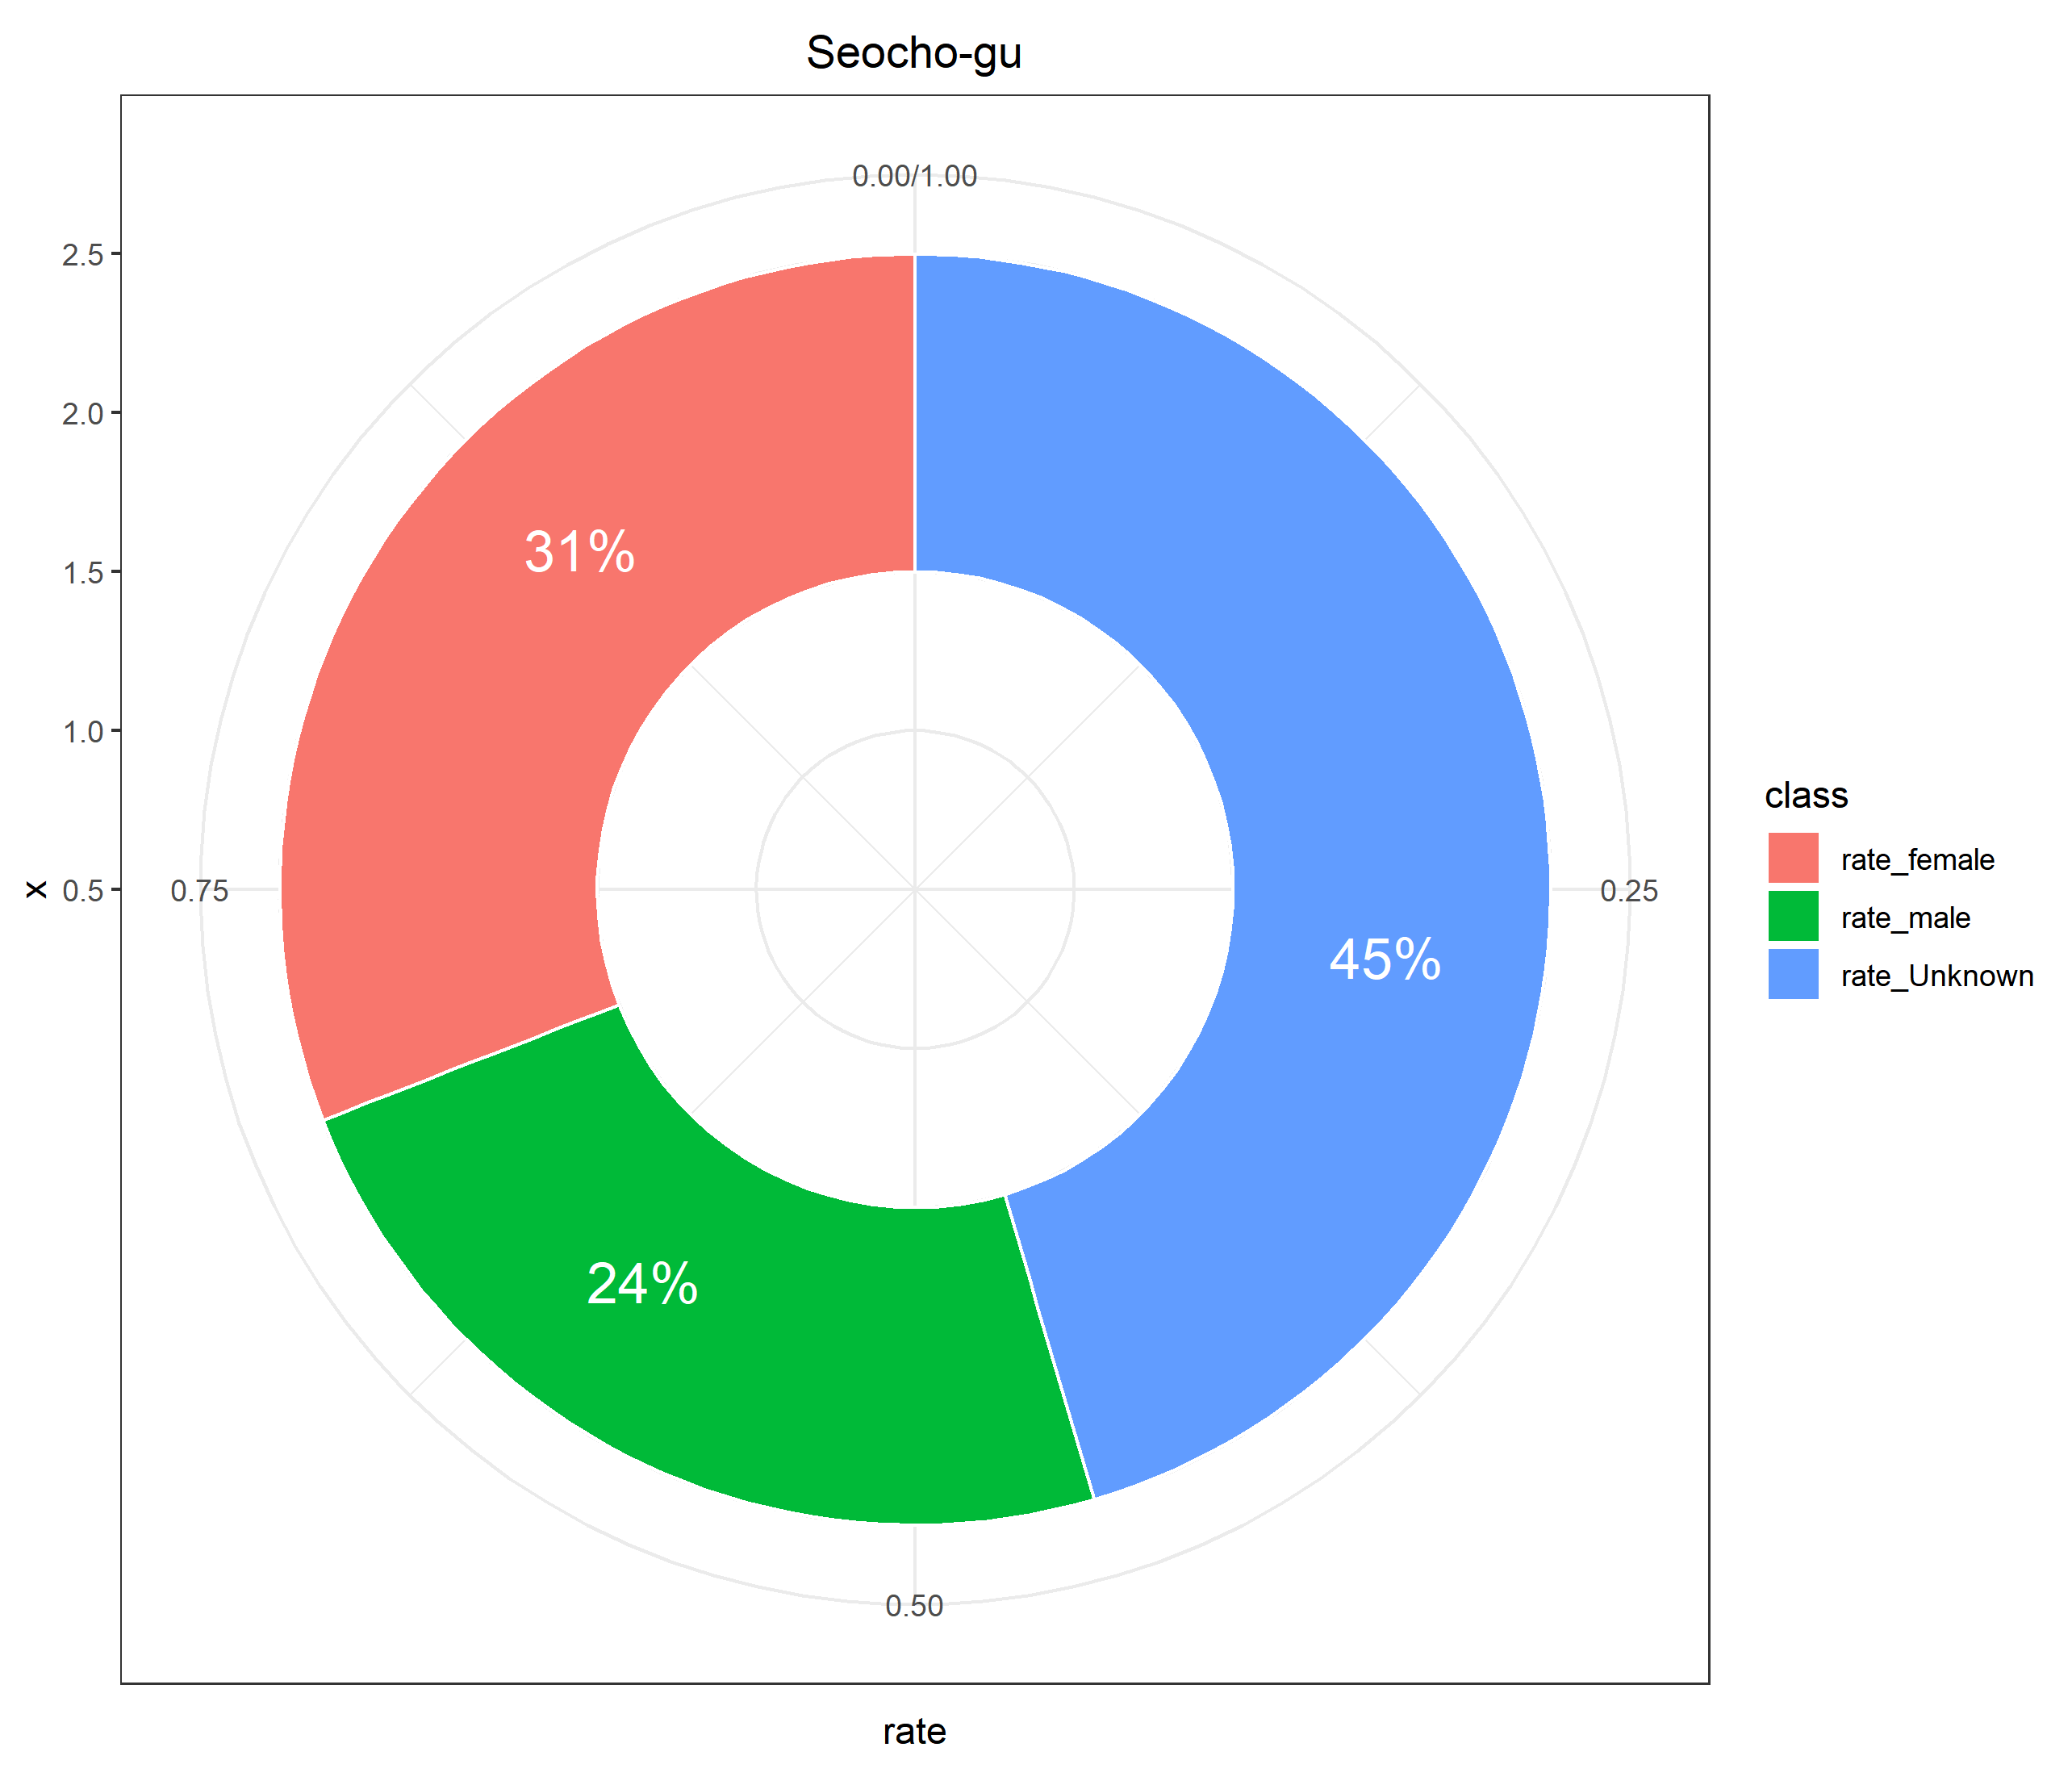 Seocho-gu
0.00/1.00
2.5
2.0
1.5
1.0
0.5
x
0.75
0.25
0.50
31%
45%
24%
rate
class
rate_female
rate_male
rate_Unknown